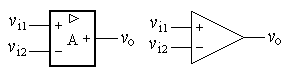 vi1 + ▷ vi1 +
A + vo vo
vi2 − vi2 −